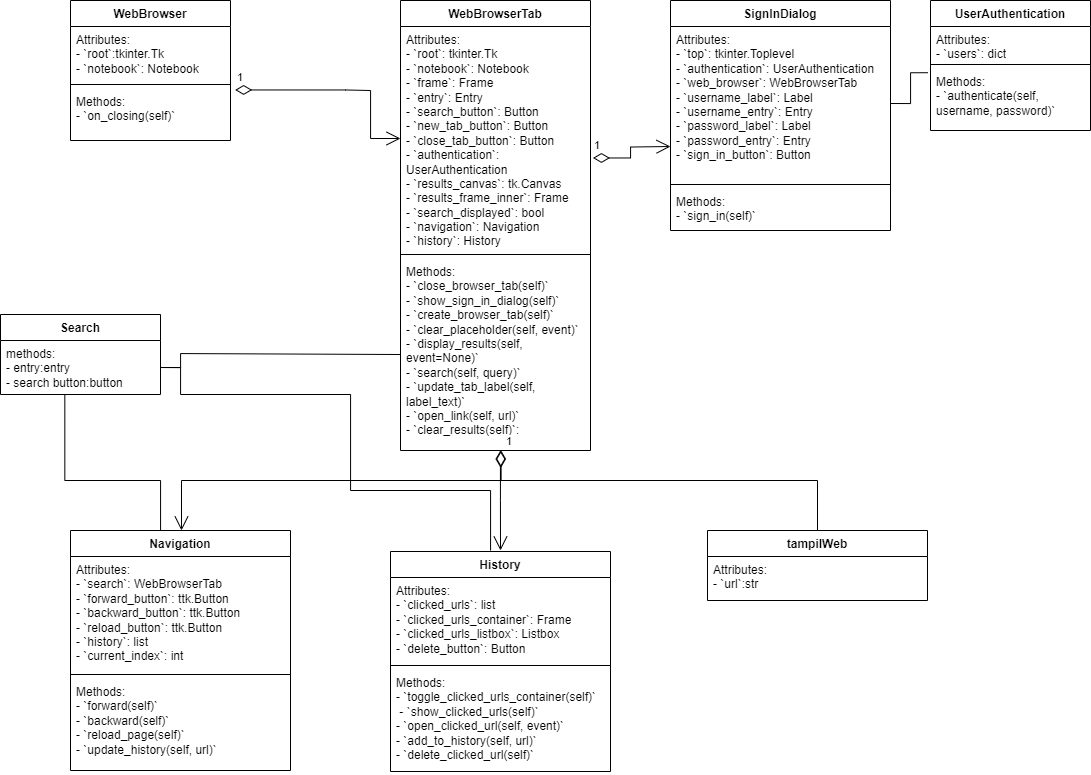 WebBrowser
Attributes:
- `root`:tkinter.Tk
- `notebook`: Notebook
Methods:
- `on_closing(self)`
1
WebBrowserTab
Attributes:
- `root`: tkinter.Tk
- `notebook`: Notebook
- `frame`: Frame
- `entry`: Entry
- `search_button`: Button
- `new_tab_button`: Button
- `close_tab_button`: Button
- `authentication`:
UserAuthentication
- `results_canvas`: tk.Canvas
- `results_frame_inner`: Frame
- `search_displayed`: bool
- `navigation`: Navigation
- `history`: History
Methods:
- `close_browser_tab(self)`
- `show_sign_in_dialog(self)`
- `create_browser_tab(self)`
- `clear_placeholder(self, event)`
- `display_results(self,
event=None)`
- `search(self, query)`
- `update_tab_label(self,
label_text)`
- `open_link(self, url)`
- `clear_results(self)`:
1
1
SignInDialog
Attributes:
- `top`: tkinter.Toplevel
- `authentication`: UserAuthentication
- `web_browser`: WebBrowserTab
- `username_label`: Label
- `username_entry`: Entry
- `password_label`: Label
- `password_entry`: Entry
- `sign_in_button`: Button
Methods:
- `sign_in(self)`
UserAuthentication
Attributes:
- `users`: dict
Methods:
- `authenticate(self,
username, password)`
Search
methods:
- entry:entry
- search button:button
Navigation
Attributes:
- `search`: WebBrowserTab
- `forward_button`: ttk.Button
- `backward_button`: ttk.Button
- `reload_button`: ttk.Button
- `history`: list
- `current_index`: int
Methods:
- `forward(self)`
- `backward(self)`
- `reload_page(self)`
- `update_history(self, url)`
History
Attributes:
- `clicked_urls`: list
- `clicked_urls_container`: Frame
- `clicked_urls_listbox`: Listbox
- `delete_button`: Button
Methods:
- `toggle_clicked_urls_container(self)`
- `show_clicked_urls(self)`
- `open_clicked_url(self, event)`
- `add_to_history(self, url)`
- `delete_clicked_url(self)`
tampilWeb
Attributes:
- `url`:str